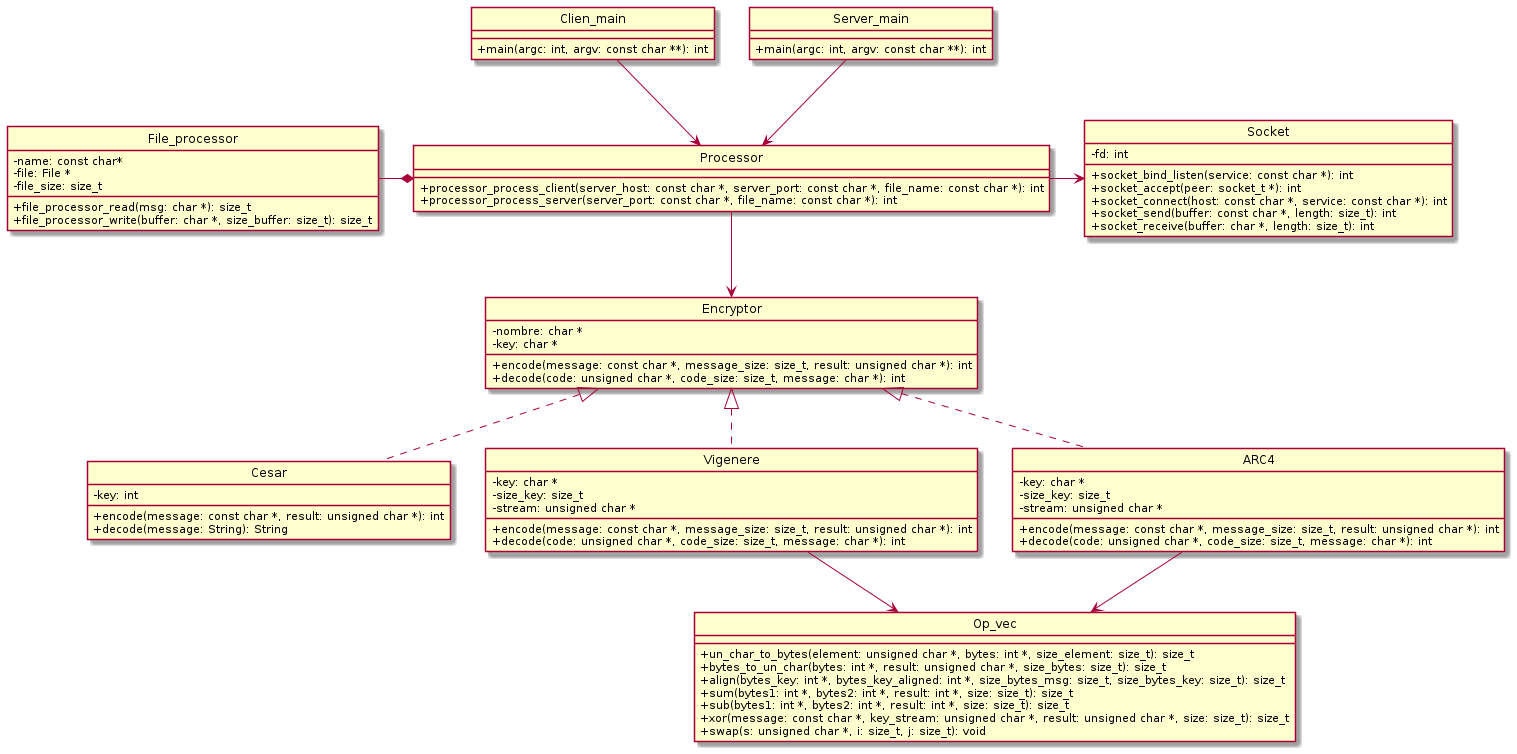 Clien_main
+main(argc: int, argv: const char **): int
Server_main
+main(argc: int, argv: const char **): int
File_processor
-name: const char*
-file: File *
-file_size: size_t
+file_processor_read(msg: char *): size_t
+file_processor_write(buffer: char *, size_buffer: size_t): size_t
Processor
+processor_process_client(server_host: const char *, server_port: const char *, file_name: const char *): int
+processor_process_server(server_port: const char *, file_name: const char *): int
Socket
-fd: int
+socket_bind_listen(service: const char *): int
+socket_accept(peer: socket_t *): int
+socket_connect(host: const char *, service: const char *): int
+socket_send(buffer: const char *, length: size_t): int
+socket_receive(buffer: char *, length: size_t): int
Encryptor
-nombre: char *
-key: char *
+encode(message: const char *, message_size: size_t, result: unsigned char *): int
+decode(code: unsigned char *, code_size: size_t, message: char *): int
Cesar
-key: int
+encode(message: const char *, result: unsigned char *): int
+decode(message: String): String
Vigenere
-key: char *
-size_key: size_t
-stream: unsigned char *
+encode(message: const char *, message_size: size_t, result: unsigned char *): int
+decode(code: unsigned char *, code_size: size_t, message: char *): int
ARC4
-key: char *
-size_key: size_t
-stream: unsigned char *
+encode(message: const char *, message_size: size_t, result: unsigned char *): int
+decode(code: unsigned char *, code_size: size_t, message: char *): int
Op_vec
+un_char_to_bytes(element: unsigned char *, bytes: int *, size_element: size_t): size_t
+bytes_to_un_char(bytes: int *, result: unsigned char *, size_bytes: size_t): size_t
+align(bytes_key: int *, bytes_key_aligned: int *, size_bytes_msg: size_t, size_bytes_key: size_t): size_t
+sum(bytes1: int *, bytes2: int *, result: int *, size: size_t): size_t
+sub(bytes1: int *, bytes2: int *, result: int *, size: size_t): size_t
+xor(message: const char *, key_stream: unsigned char *, result: unsigned char *, size: size_t): size_t
+swap(s: unsigned char *, i: size_t, j: size_t): void